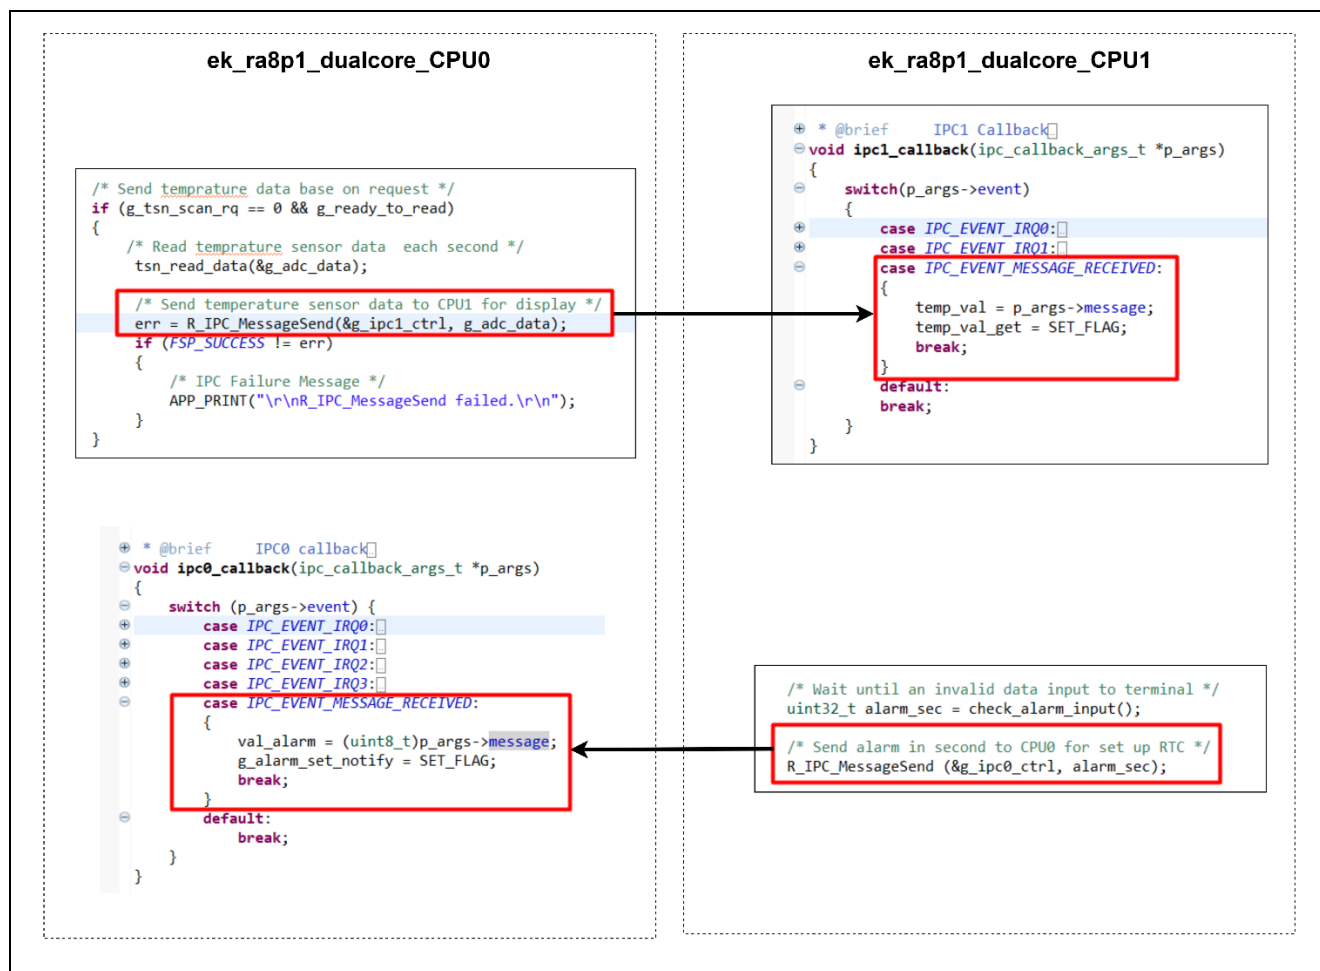 ek_ra8p1_dualcore_CPU0
/* Send temprature data base on request */
if (g_tsn_scan_rq == 0 && g_ready_to_read)
{
/* Read temprature sensor data  each second */
tsn_read_data(&g_adc_data);
/* Send temperature sensor data to CPU1 for display */
err = R_IPC_MessageSend(&g_ipc1_ctrl, g_adc_data);
if (FSP_SUCCESS != err)
{
/* IPC Failure Message */
APP_PRINT("\r\nR_IPC_MessageSend failed.\r\n");
}
}
* @brief     IPC0 callback
void ipc0_callback(ipc_callback_args_t *p_args)
{
switch (p_args->event) {
case IPC_EVENT_IRQ0:
case IPC_EVENT_IRQ1:
case IPC_EVENT_IRQ2:
case IPC_EVENT_IRQ3:
case IPC_EVENT_MESSAGE_RECEIVED:
{
val_alarm = (uint8_t)p_args->message;
g_alarm_set_notify = SET_FLAG;
break;
}
default:
break;
}
}
ek_ra8p1_dualcore_CPU1
* @brief     IPC1 Callback
void ipc1_callback(ipc_callback_args_t *p_args)
{
switch(p_args->event)
{
case IPC_EVENT_IRQ0:
case IPC_EVENT_IRQ1:
case IPC_EVENT_MESSAGE_RECEIVED:
{
temp_val = p_args->message;
temp_val_get = SET_FLAG;
break;
}
default:
break;
}
}
/* Wait until an invalid data input to terminal */
uint32_t alarm_sec = check_alarm_input();
/* Send alarm in second to CPU0 for set up RTC */
R_IPC_MessageSend (&g_ipc0_ctrl, alarm_sec);